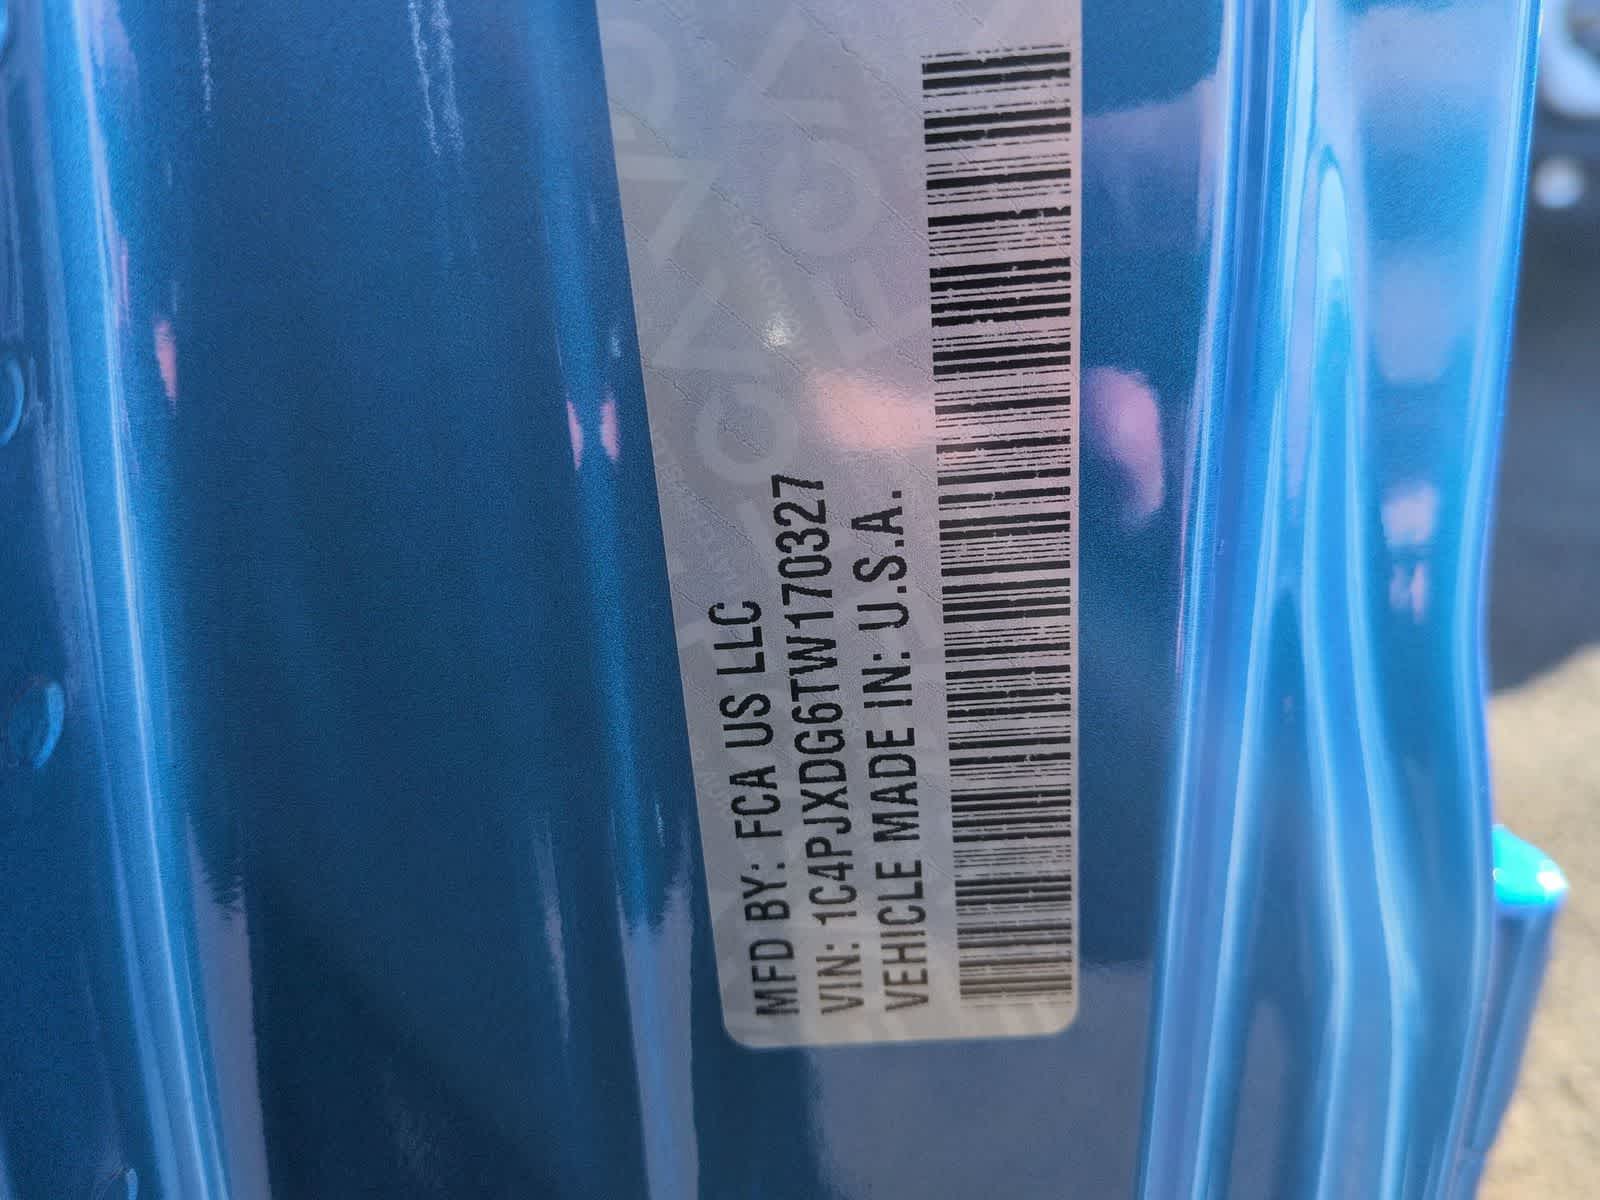 MFD BY: FCA US LLC
VIN: 1C4PJXDG6TW170327
VEHICLE MADE IN: U.S.A.